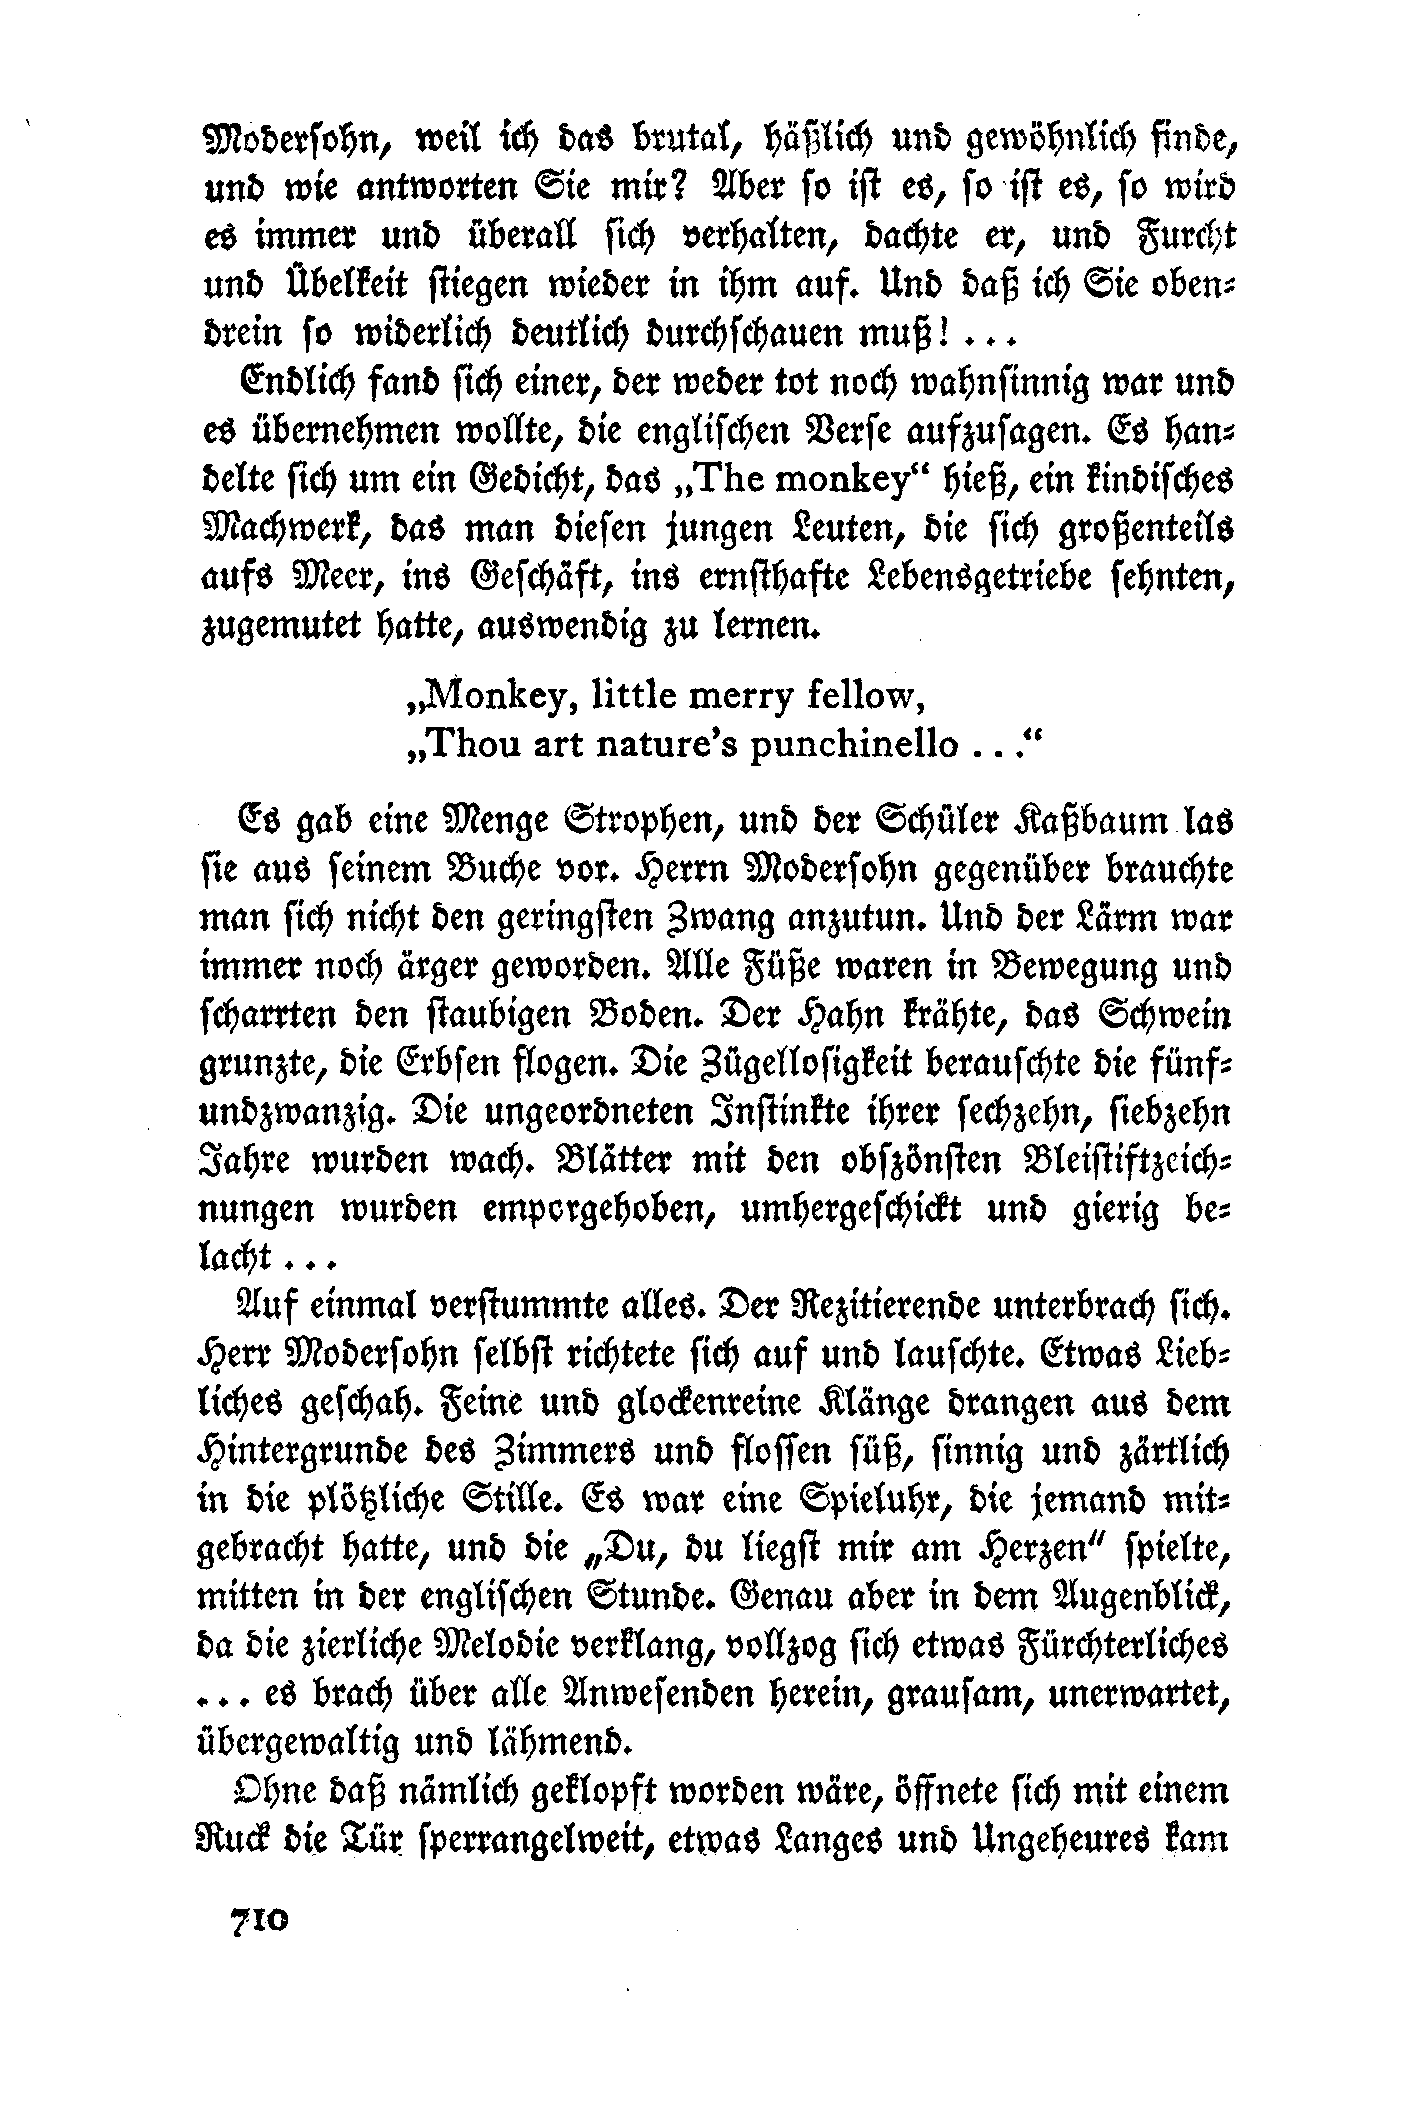 Modersohn, weil ich das brutal, häßlich und gewöhnlich finde,
und wie antworten Sie mir? Aber so ist es, so ist es, so wird
es immer und überall sich verhalten, dachte er, und Furcht
und Übelkeit stiegen wieder in ihm auf. Und daß ich Sie oben-
drein so widerlich deutlich durchschauen muß! ...
Endlich fand sich einer, der weder tot noch wahnsinnig war und
es übernehmen wollte, die englischen Verse aufzusagen. Es han-
delte sich um ein Gedicht, das „The monkey“ hieß, ein kindisches
Machwerk, das man diesen jungen Leuten, die sich großenteils
aufs Meer, ins Geschäft, ins ernsthafte Lebensgetriebe sehnten,
zugemutet hatte, auswendig zu lernen.
„Monkey, little merry fellow,
„Thou art nature's punchinello ...“
Es gab eine Menge Strophen, und der Schüler Kaßbaum las
sie aus seinem Buche vor. Herrn Modersohn gegenüber brauchte
man sich nicht den geringsten Zwang anzutun. Und der Lärm war
immer noch ärger geworden. Alle Füße waren in Bewegung und
scharrten den staubigen Boden. Der Hahn krähte, das Schwein
grunzte, die Erbsen flogen. Die Zügellosigkeit berauschte die fünf-
undzwanzig. Die ungeordneten Instinkte ihrer sechzehn, siebzehn
Jahre wurden wach. Blätter mit den obszönsten Bleistiftzeich-
nungen wurden emporgehoben, umhergeschickt und gierig be-
lacht ...
Auf einmal verstummte alles. Der Rezitierende unterbrach sich.
Herr Modersohn selbst richtete sich auf und lauschte. Etwas Lieb-
liches geschah. Feine und glockenreine Klänge drangen aus dem
Hintergrunde des Zimmers und flossen süß, sinnig und zärtlich
in die plötzliche Stille. Es war eine Spieluhr, die jemand mit-
gebracht hatte, und die „Du, du liegst mir am Herzen“ spielte,
mitten in der englischen Stunde. Genau aber in dem Augenblick,
da die zierliche Melodie verklang, vollzog sich etwas Fürchterliches
... es brach über alle Anwesenden herein, grausam, unerwartet,
übergewaltig und lähmend.
Ohne daß nämlich geklopft worden wäre, öffnete sich mit einem
Ruck die Tür sperrangelweit, etwas Langes und Ungeheures kam
710